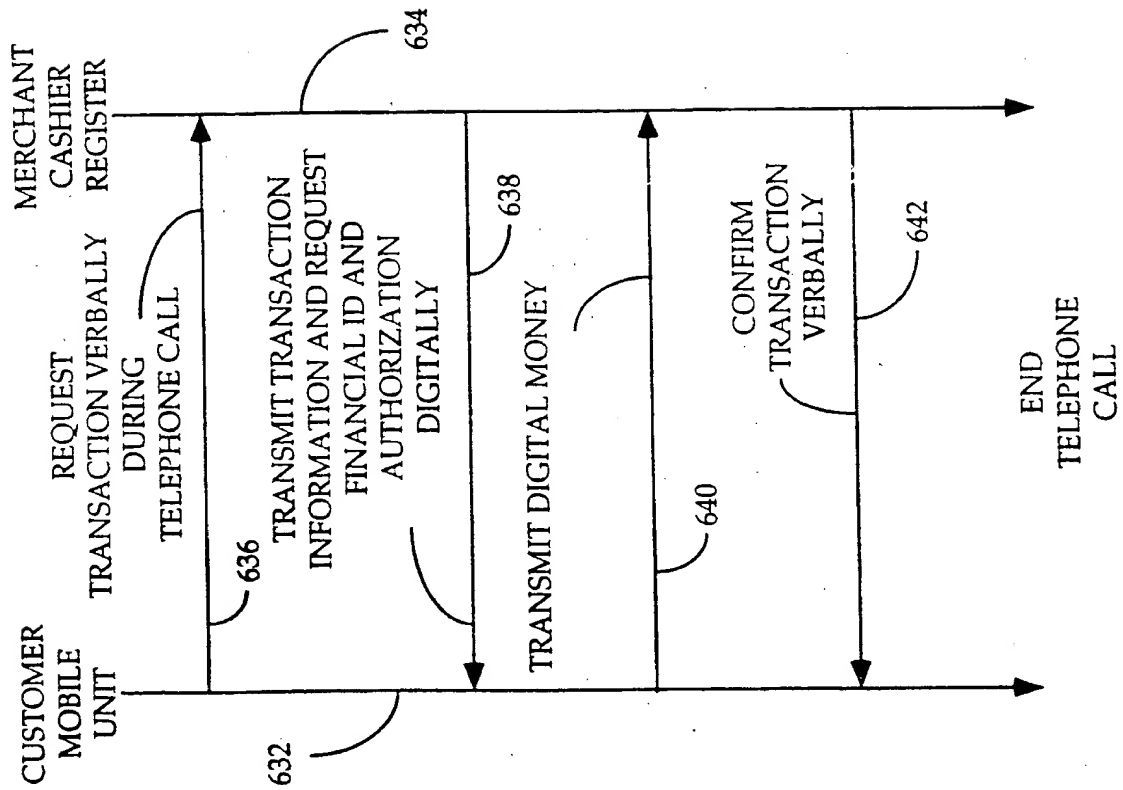 CUSTOMER
MOBILE
UNIT
MERCHANT
CASHIER
REGISTER
632
634
REQUEST
TRANSACTION VERBALLY
DURING
TELEPHONE CALL
636
TRANSMIT TRANSACTION
INFORMATION AND REQUEST
FINANCIAL ID AND
AUTHORIZATION
DIGITALLY
638
TRANSMIT DIGITAL MONEY
640
CONFIRM
TRANSACTION
VERBALLY
642
END
TELEPHONE
CALL